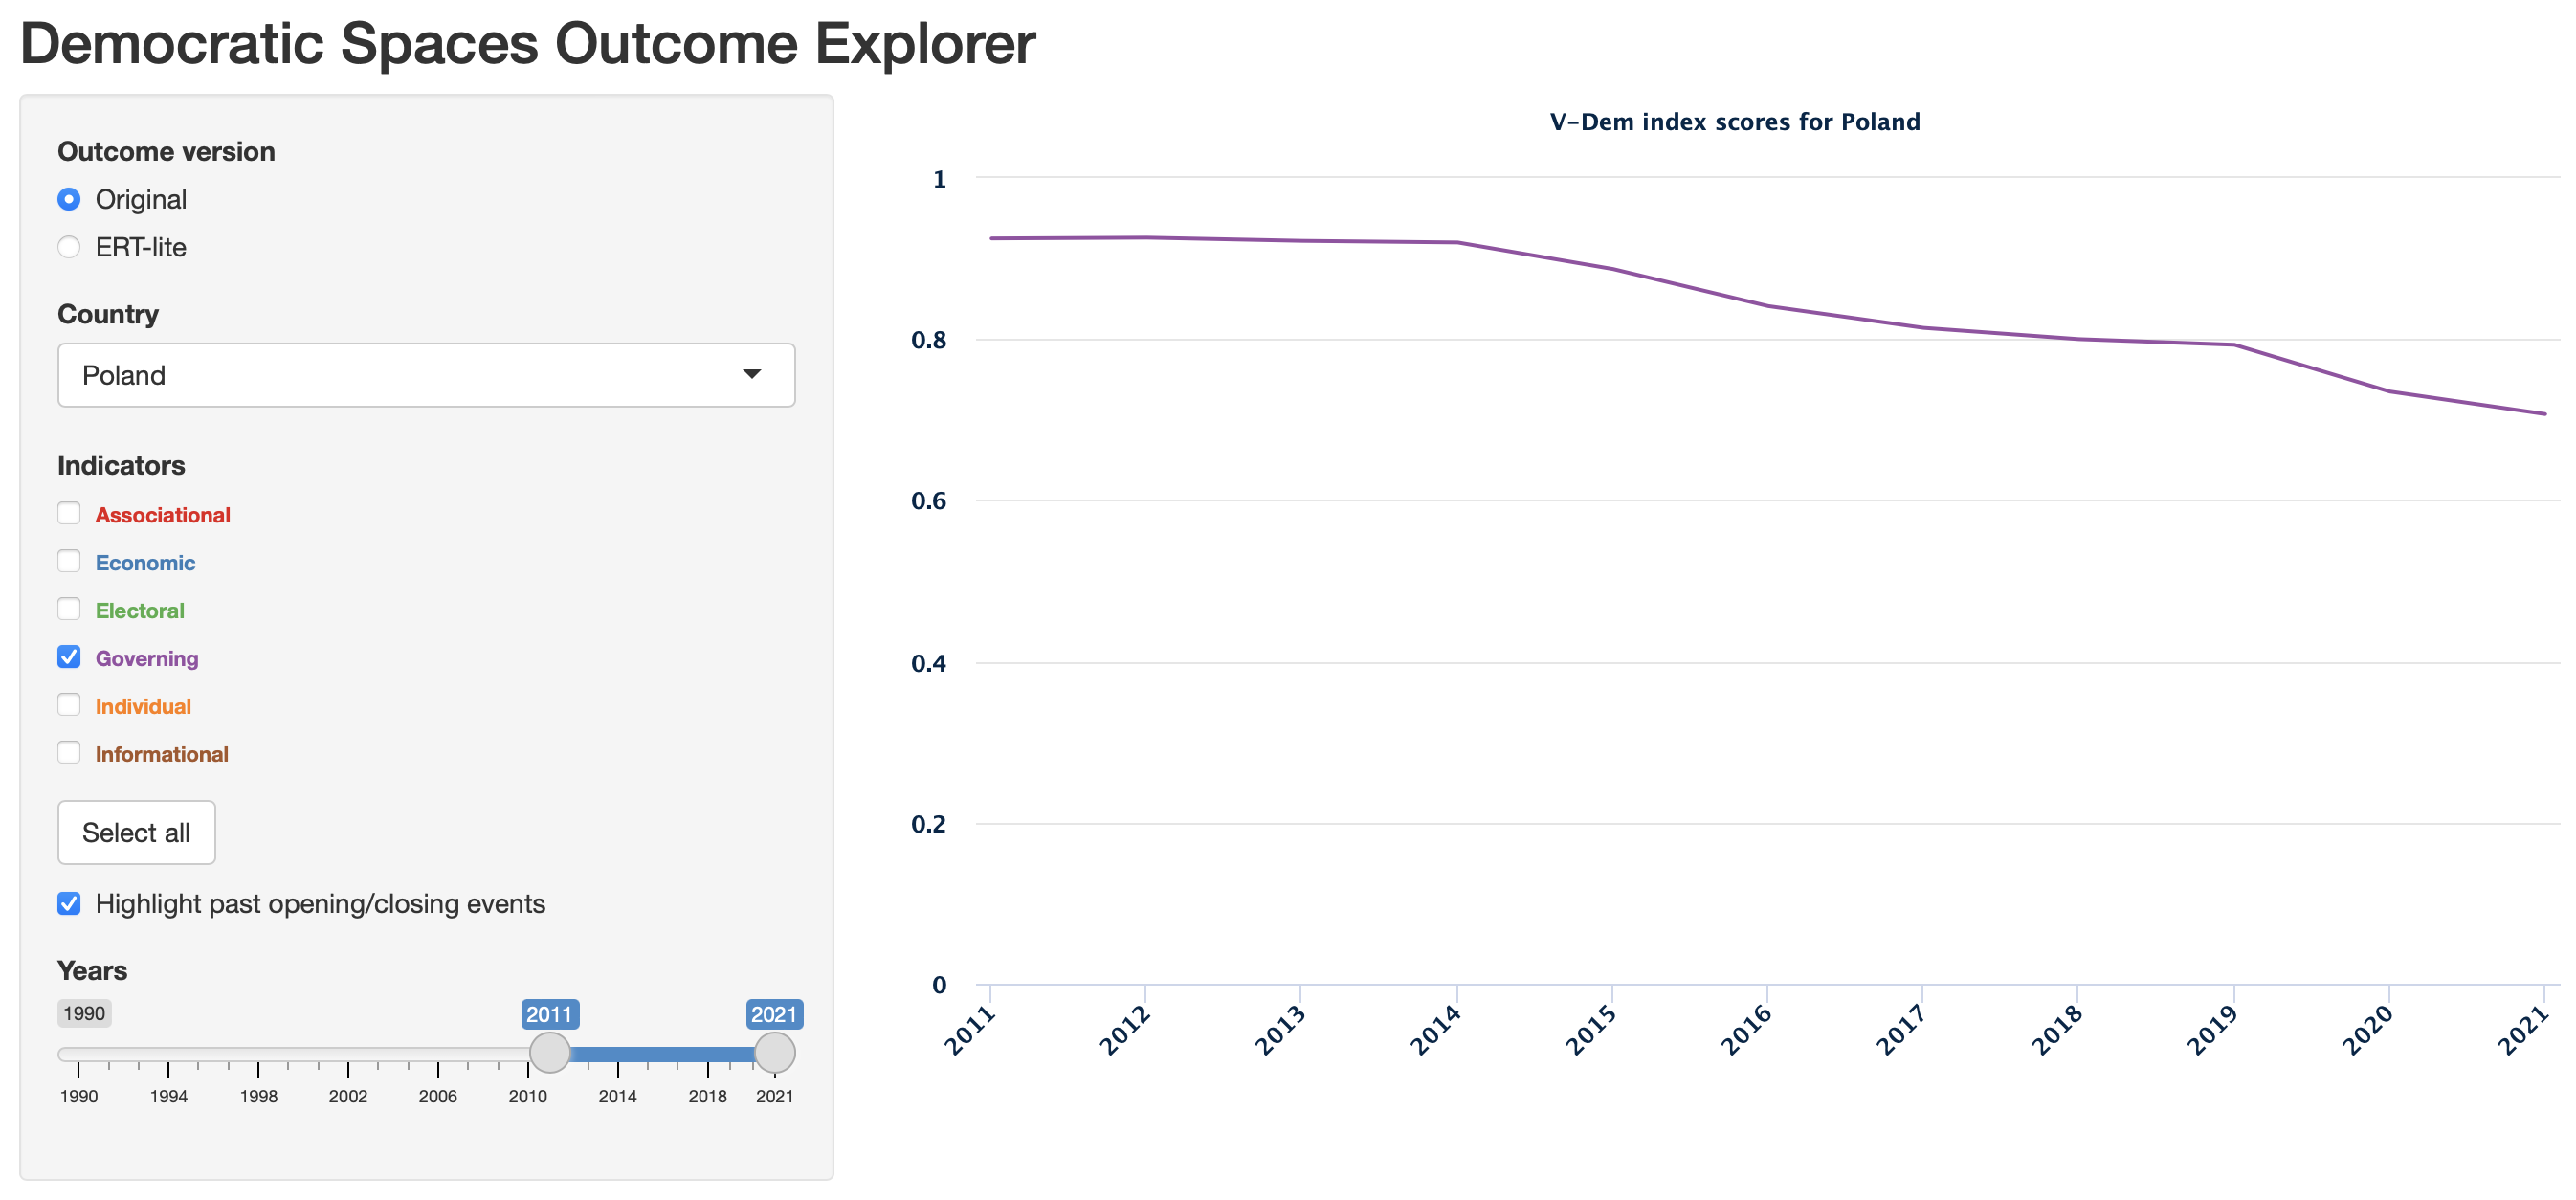 Democratic Spaces Outcome Explorer
Outcome version
Original
ERT-lite
Country
Poland
Indicators
Associational
Economic
Electoral
Governing
Individual
Informational
Select all
Highlight past opening/closing events
Years
1990 2011 2021
1990 1994 1998 2002 2006 2010 2014 2018 2021
V-Dem index scores for Poland
1
0.8
0.6
0.4
0.2
0
2011 2012 2013 2014 2015 2016 2017 2018 2019 2020 2021